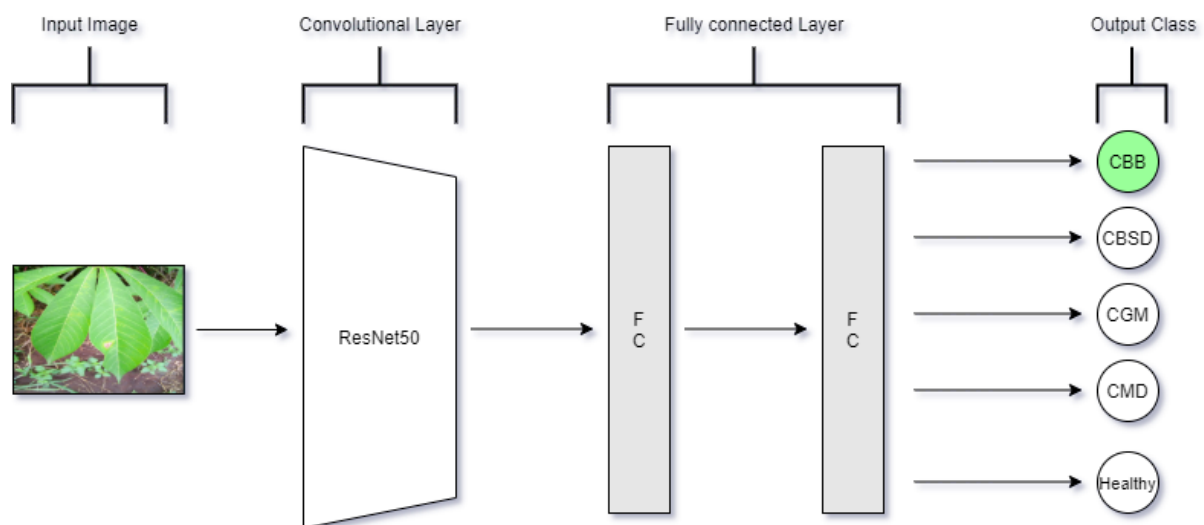 Input Image
Convolutional Layer
Fully connected Layer
Output Class
ResNet50
F
C
F
C
CBB
CBSD
CGM
CMD
Healthy